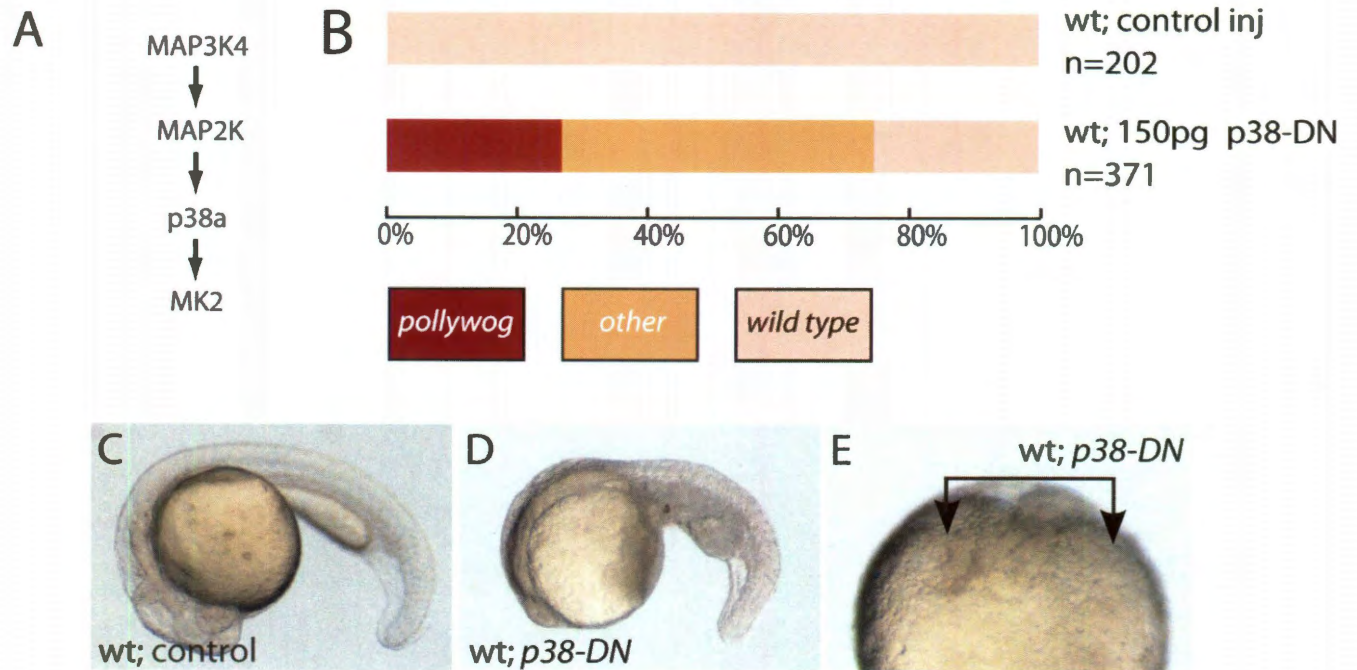 A
MAP3K4
MAP2K
p38a
MK2
B
wt; control inj
n=202
wt; 150pg p38-DN
n=371
0% 20% 40% 60% 80% 100%
pollywog other wild type
C
wt; control
D
wt; p38-DN
E
wt; p38-DN